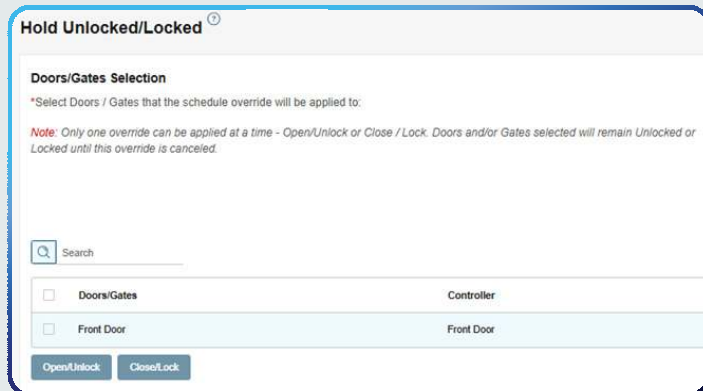 Hold Unlocked/Locked ?
Doors/Gates Selection
*Select Doors / Gates that the schedule override will be applied to:
Note: Only one override can be applied at a time - Open/Unlock or Close / Lock. Doors and/or Gates selected will remain Unlocked or
Locked until this override is canceled.
Search
Doors/Gates Controller
Front Door Front Door
Open/Unlock Close/Lock